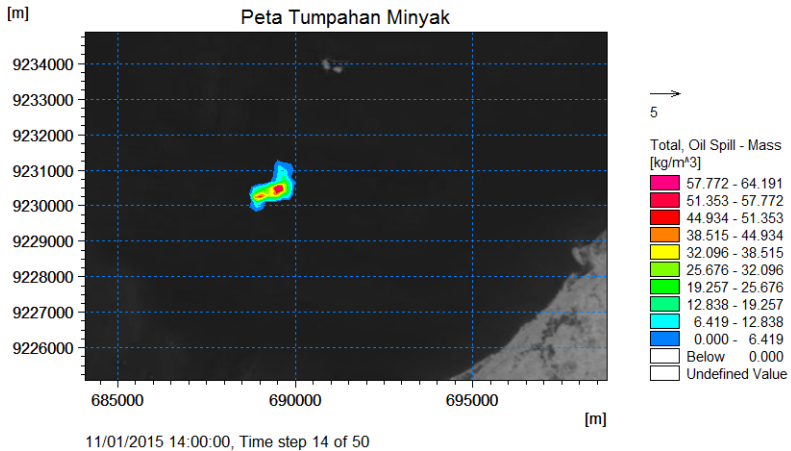 [m]
Peta Tumpahan Minyak
9234000
9233000
9232000
9231000
9230000
9229000
9228000
9227000
9226000
685000
690000
695000
[m]
11/01/2015 14:00:00, Time step 14 of 50
5
Total, Oil Spill - Mass
[kg/m^3]
57.772 - 64.191
51.353 - 57.772
44.934 - 51.353
38.515 - 44.934
32.096 - 38.515
25.676 - 32.096
19.257 - 25.676
12.838 - 19.257
6.419 - 12.838
0.000 - 6.419
Below 0.000
Undefined Value